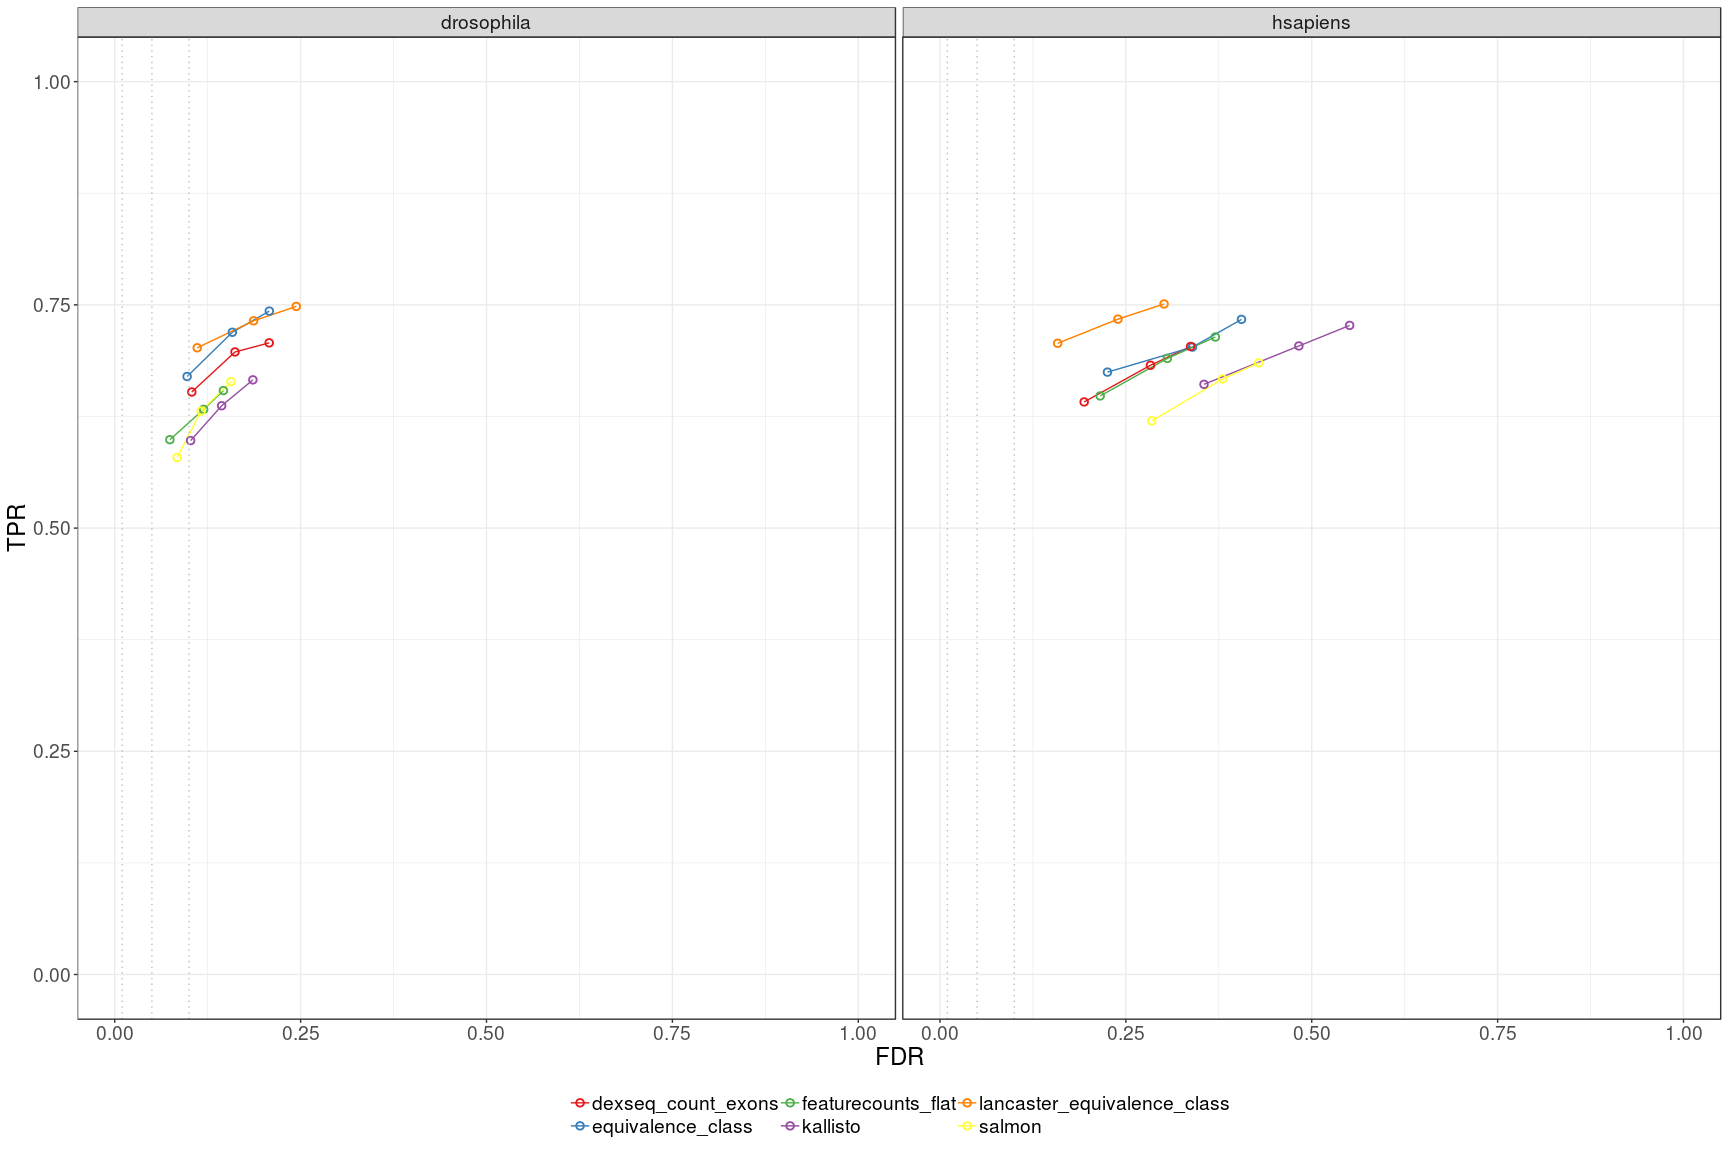 drosophila
hsapiens
1.00
0.75
0.50
0.25
0.00
TPR
0.00 0.25 0.50 0.75 1.00
0.00 0.25 0.50 0.75 1.00
FDR
dexseq_count_exons featurecounts_flat lancaster_equivalence_class
equivalence_class kallisto salmon